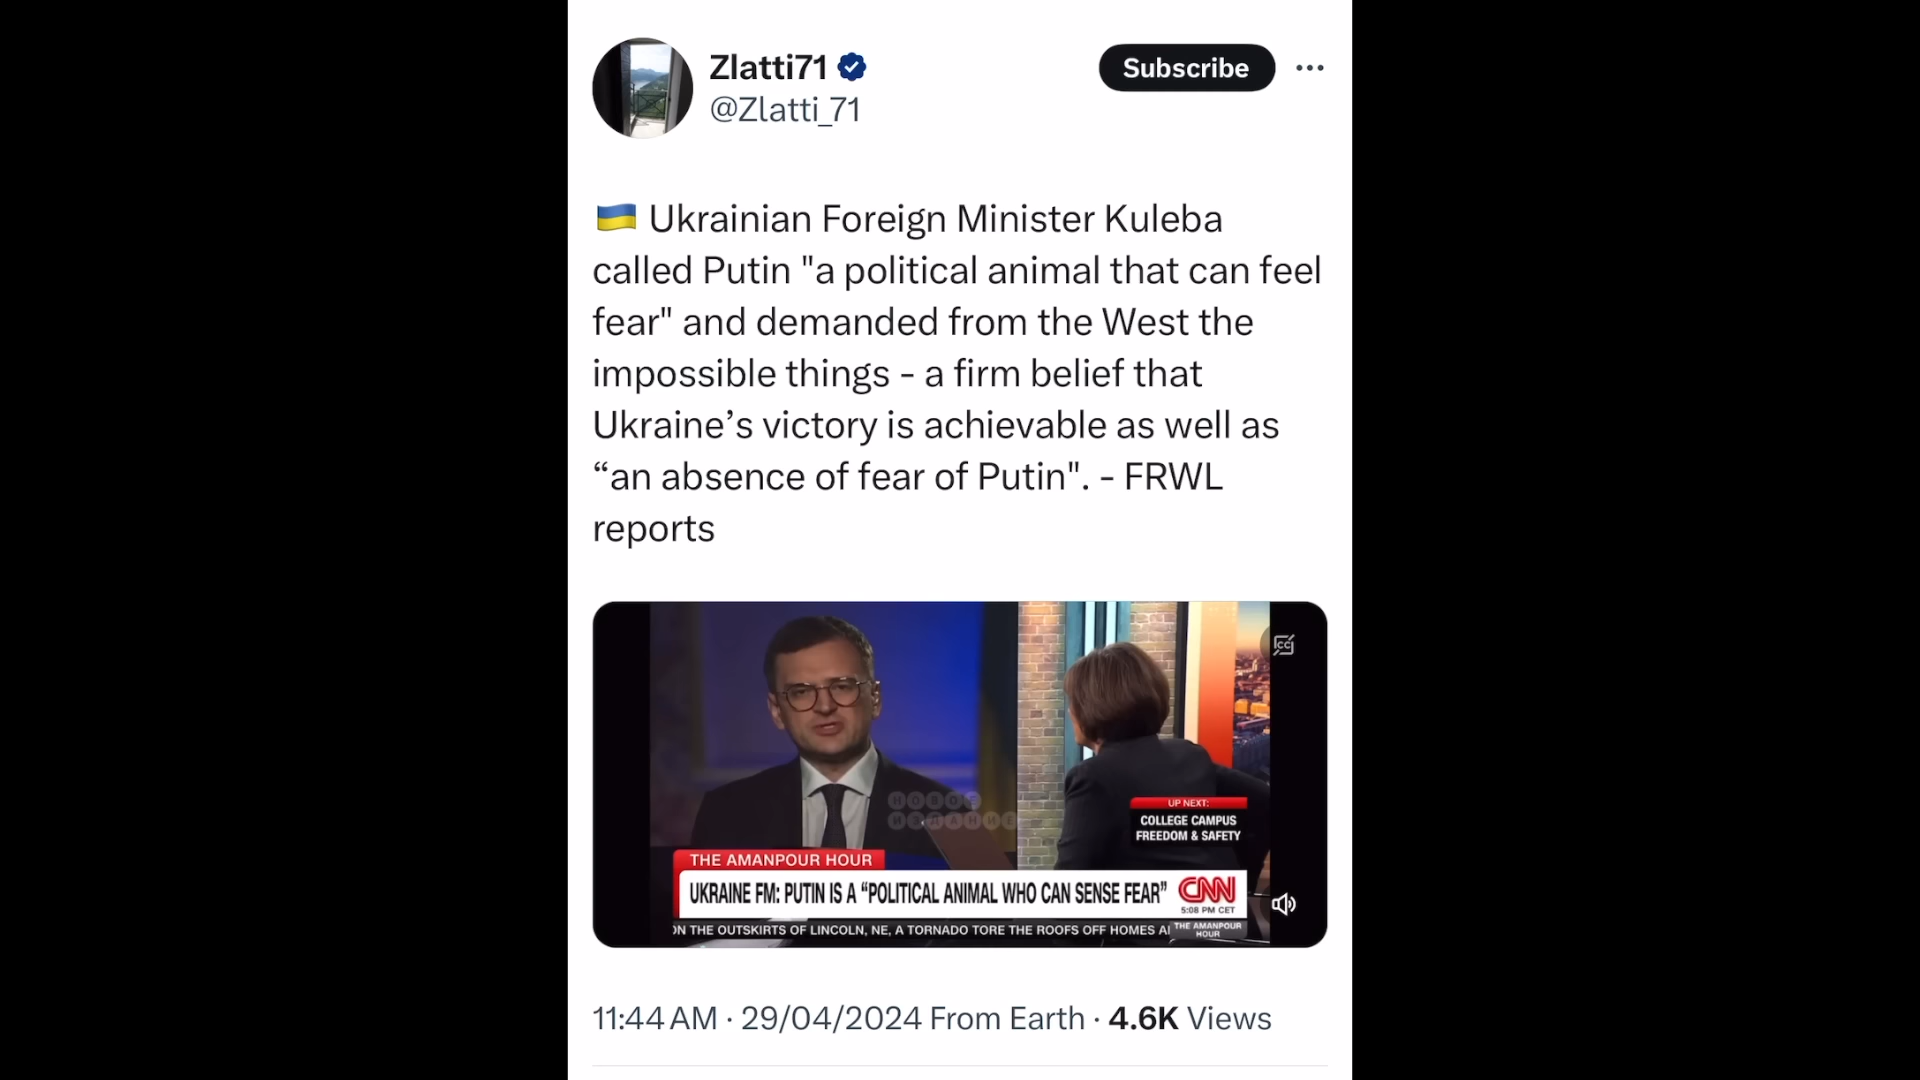 Zlatti71
@Zlatti_71
Subscribe
🇺🇦 Ukrainian Foreign Minister Kuleba
called Putin "a political animal that can feel
fear" and demanded from the West the
impossible things - a firm belief that
Ukraine’s victory is achievable as well as
“an absence of fear of Putin". - FRWL
reports
CC
НОВОЕ
ИЗДАНИЕ
UP NEXT:
COLLEGE CAMPUS
FREEDOM & SAFETY
THE AMANPOUR HOUR
UKRAINE FM: PUTIN IS A “POLITICAL ANIMAL WHO CAN SENSE FEAR”
CNN
5:08 PM CET
ON THE OUTSKIRTS OF LINCOLN, NE, A TORNADO TORE THE ROOFS OFF HOMES
THE AMANPOUR
HOUR
11:44 AM · 29/04/2024 From Earth · 4.6K Views